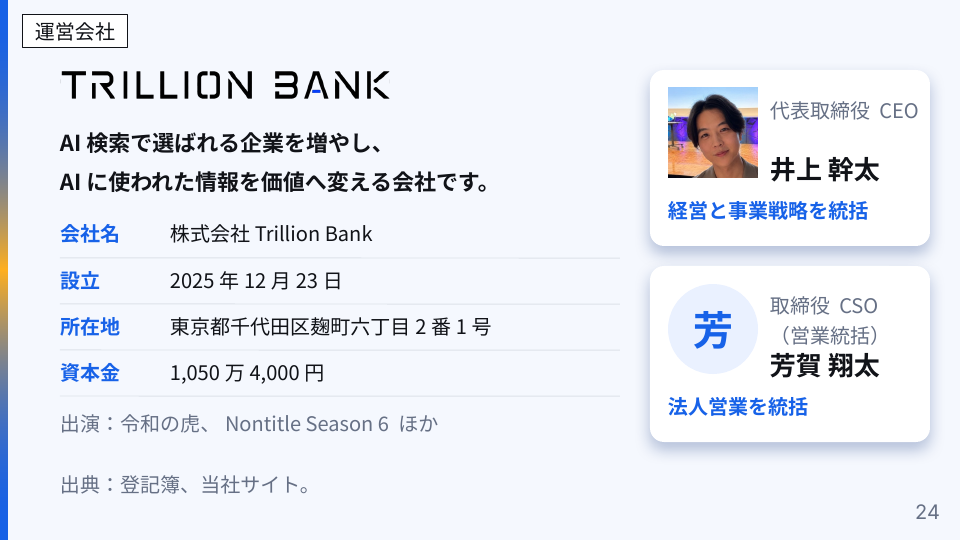 運営会社
TRILLION BANK
AI 検索で選ばれる企業を増やし、
AI に使われた情報を価値へ変える会社です。
会社名 株式会社 Trillion Bank
設立 2025 年 12 月 23 日
所在地 東京都千代田区麹町六丁目 2 番 1 号
資本金 1,050 万 4,000 円
出演：令和の虎、 Nontitle Season 6 ほか
出典：登記簿、当社サイト。
代表取締役 CEO
井上 幹太
経営と事業戦略を統括
芳
取締役 CSO
（営業統括）
芳賀 翔太
法人営業を統括
24